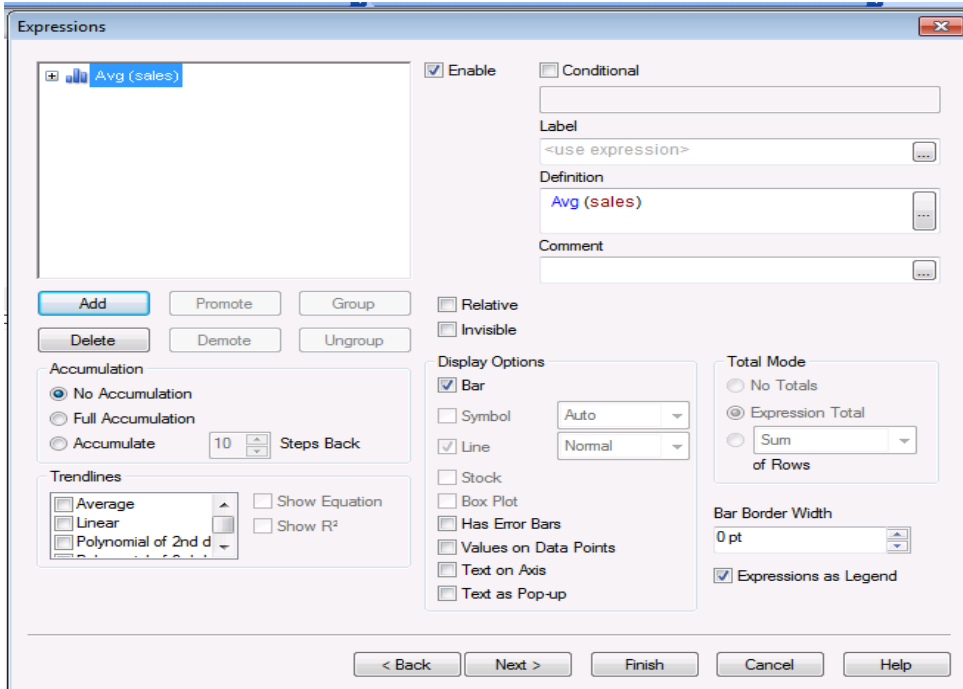 Expressions
Avg (sales)
Enable
Conditional
Label
<use expression>
...
Definition
Avg (sales)
...
Comment
...
Add
Promote
Group
Delete
Demote
Ungroup
Relative
Invisible
Accumulation
No Accumulation
Full Accumulation
Accumulate
10
Steps Back
Trendlines
Average
Linear
Polynomial of 2nd d
Show Equation
Show R²
Display Options
Bar
Symbol
Auto
Line
Normal
Stock
Box Plot
Has Error Bars
Values on Data Points
Text on Axis
Text as Pop-up
Total Mode
No Totals
Expression Total
Sum
of Rows
Bar Border Width
0 pt
Expressions as Legend
< Back
Next >
Finish
Cancel
Help